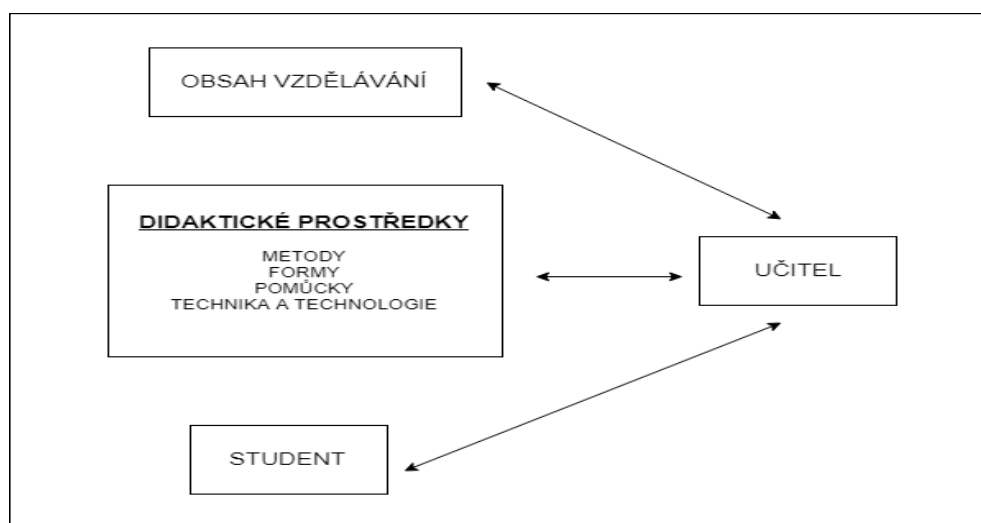 OBSAH VZDĚLÁVÁNÍ
DIDAKTICKÉ PROSTŘEDKY
METODY
FORMY
POMŮCKY
TECHNIKA A TECHNOLOGIE
UČITEL
STUDENT